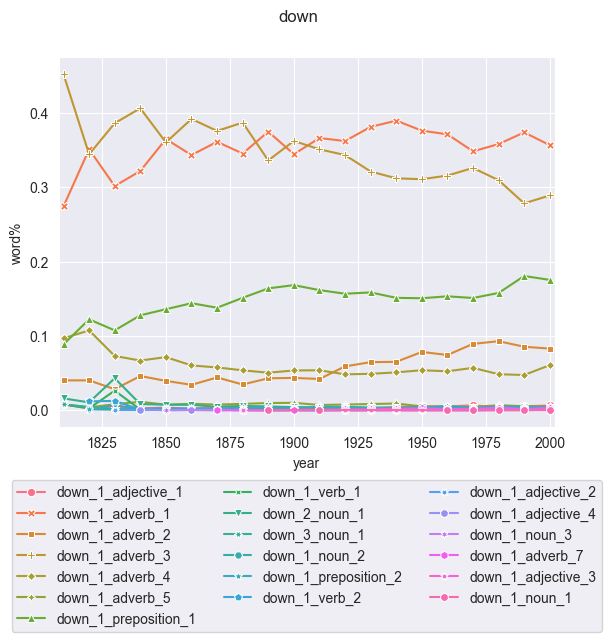 down
0.4
0.3
0.2
0.1
0.0
word%
1825 1850 1875 1900 1925 1950 1975 2000
year
down_1_adjective_1 down_1_verb_1 down_1_adjective_2
down_1_adverb_1 down_2_noun_1 down_1_adjective_4
down_1_adverb_2 down_3_noun_1 down_1_noun_3
down_1_adverb_3 down_1_noun_2 down_1_adverb_7
down_1_adverb_4 down_1_preposition_2 down_1_adjective_3
down_1_adverb_5 down_1_verb_2 down_1_noun_1
down_1_preposition_1